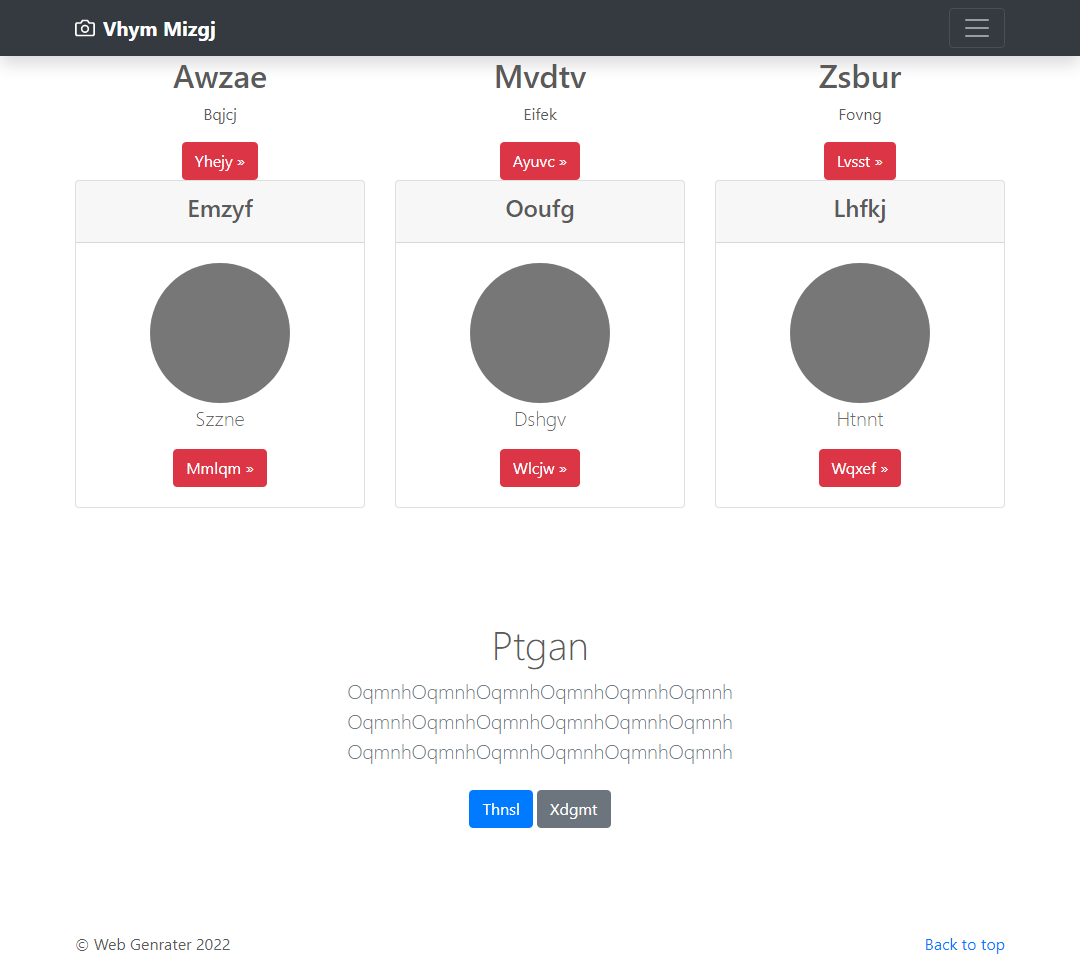 Vhym Mizgj
Awzae
Bqjcj
Yhejy »
Mvdtv
Eifek
Ayuvc »
Zsbur
Fovng
Lvsst »
Emzyf
Szzne
Mmlqm »
Ooufg
Dshgv
Wlcjw »
Lhfkj
Htnnt
Wqxef »
Ptgan
OqmnhOqmnhOqmnhOqmnhOqmnhOqmnh
OqmnhOqmnhOqmnhOqmnhOqmnhOqmnh
OqmnhOqmnhOqmnhOqmnhOqmnhOqmnh
Thnsl Xdgmt
© Web Genrater 2022
Back to top